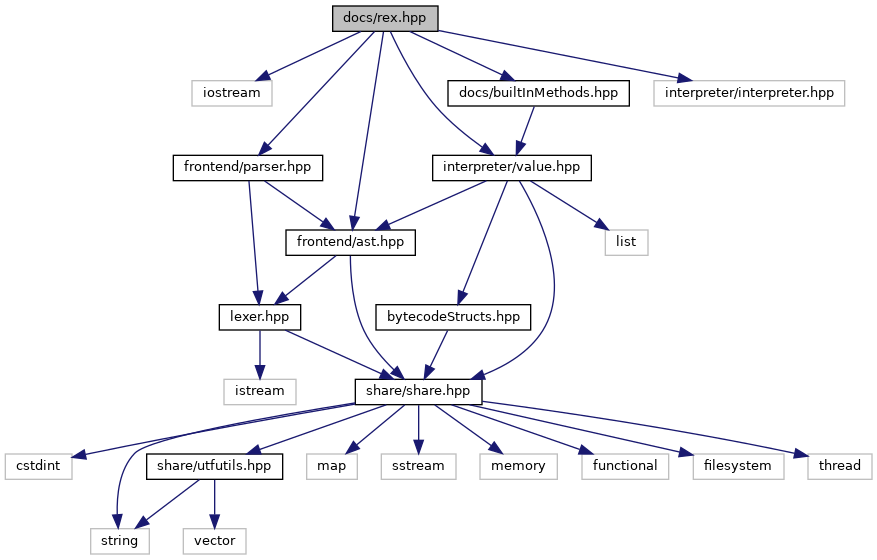 docs/rex.hpp
iostream
docs/builtInMethods.hpp
interpreter/interpreter.hpp
frontend/parser.hpp
interpreter/value.hpp
frontend/ast.hpp
list
lexer.hpp
bytecodeStructs.hpp
istream
share/share.hpp
cstdint
share/utfutils.hpp
map
sstream
memory
functional
filesystem
thread
string
vector